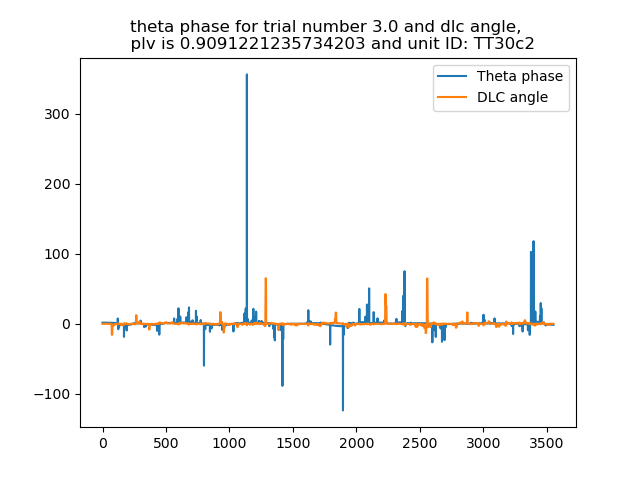 theta phase for trial number 3.0 and dlc angle,
plv is 0.9091221235734203 and unit ID: TT30c2
Theta phase
DLC angle
300
200
100
0
−100
0 500 1000 1500 2000 2500 3000 3500